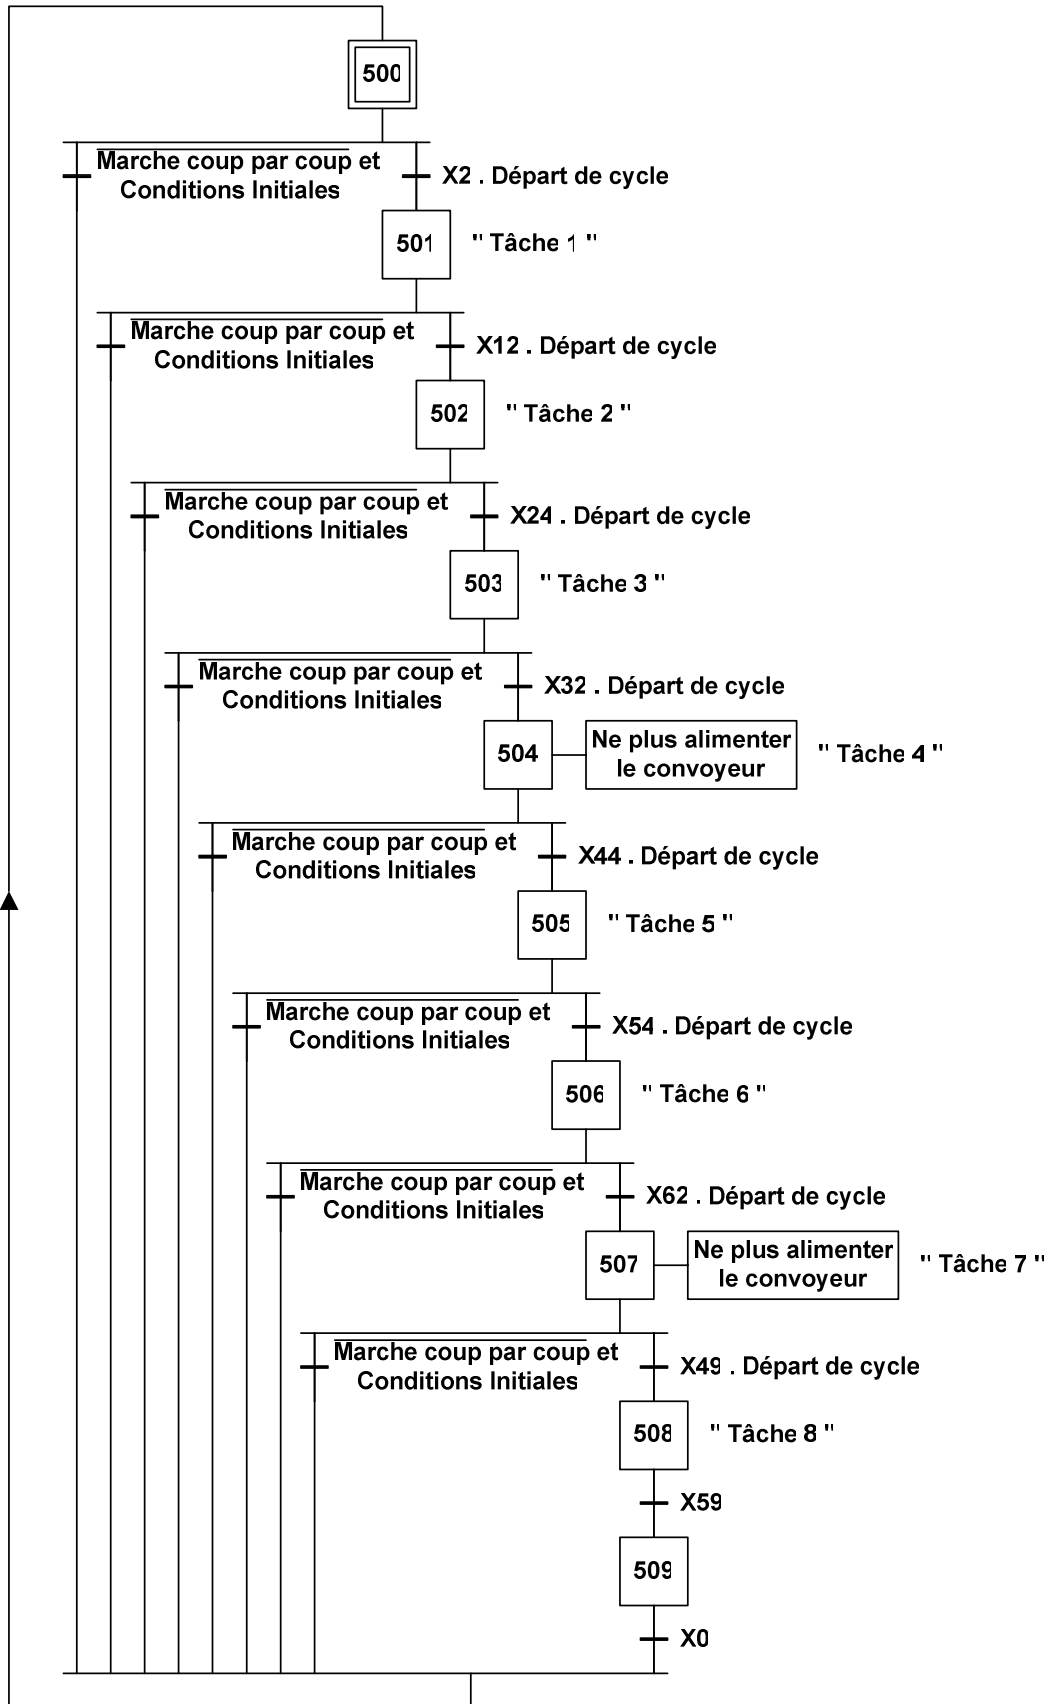 500
Marche coup par coup et
Conditions Initiales
X2 . Départ de cycle
501
" Tâche 1 "
Marche coup par coup et
Conditions Initiales
X12 . Départ de cycle
502
" Tâche 2 "
Marche coup par coup et
Conditions Initiales
X24 . Départ de cycle
503
" Tâche 3 "
Marche coup par coup et
Conditions Initiales
X32 . Départ de cycle
504
Ne plus alimenter
le convoyeur
" Tâche 4 "
Marche coup par coup et
Conditions Initiales
X44 . Départ de cycle
505
" Tâche 5 "
Marche coup par coup et
Conditions Initiales
X54 . Départ de cycle
506
" Tâche 6 "
Marche coup par coup et
Conditions Initiales
X62 . Départ de cycle
507
Ne plus alimenter
le convoyeur
" Tâche 7 "
Marche coup par coup et
Conditions Initiales
X49 . Départ de cycle
508
" Tâche 8 "
X59
509
X0